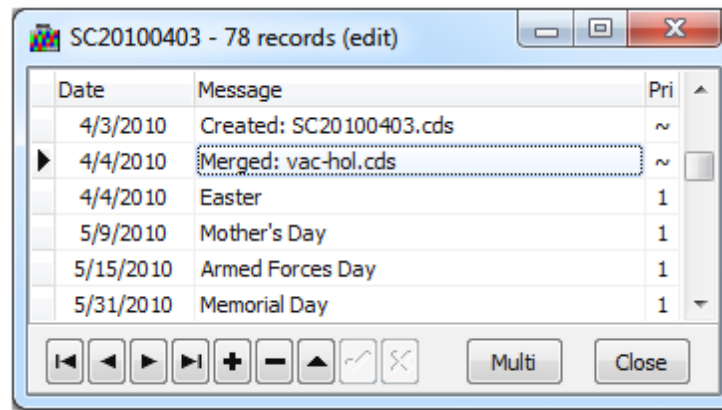 SC20100403 - 78 records (edit)
Date Message Pri
4/3/2010 Created: SC20100403.cds ~
4/4/2010 Merged: vac-hol.cds ~
4/4/2010 Easter 1
5/9/2010 Mother's Day 1
5/15/2010 Armed Forces Day 1
5/31/2010 Memorial Day 1
Multi Close